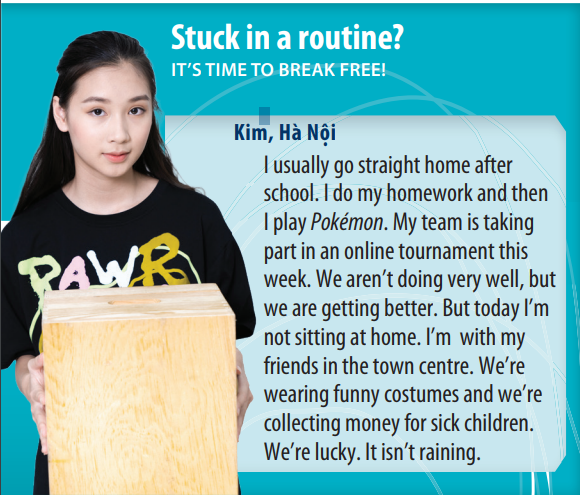 Stuck in a routine?
IT'S TIME TO BREAK FREE!
Kim, Hà Nội
I usually go straight home after
school. I do my homework and then
I play Pokémon. My team is taking
part in an online tournament this
week. We aren't doing very well, but
we are getting better. But today I'm
not sitting at home. I'm with my
friends in the town centre. We're
wearing funny costumes and we're
collecting money for sick children.
We're lucky. It isn't raining.
RAWR